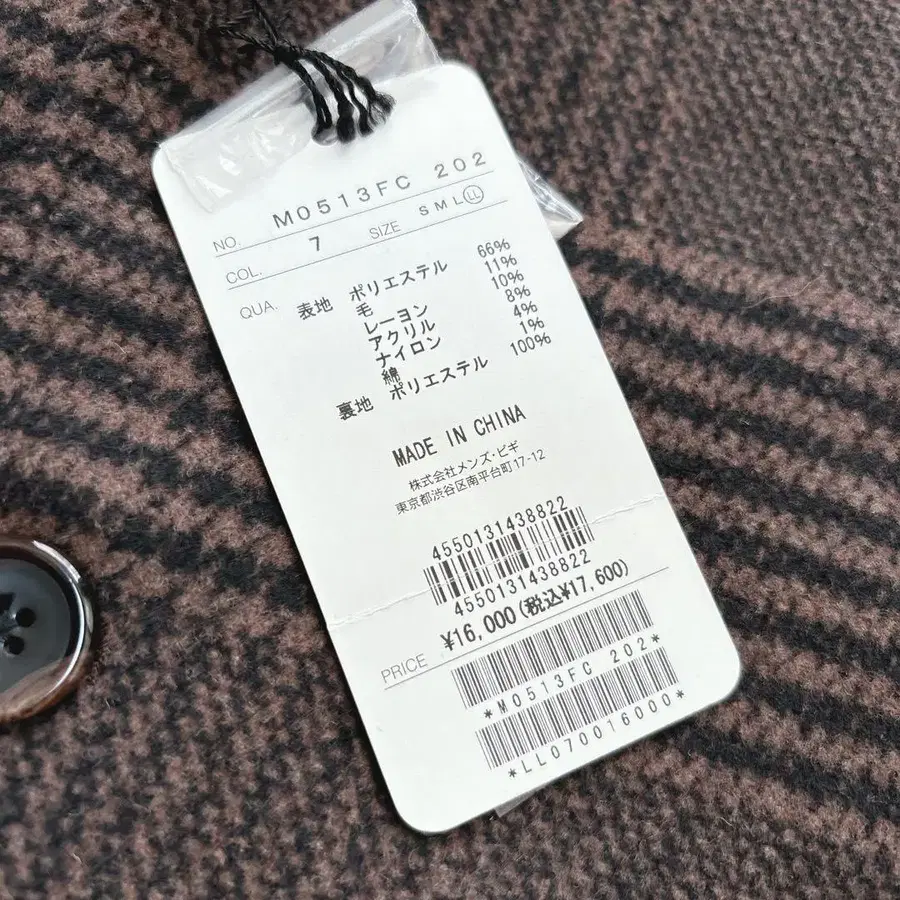 NO. M0513FC 202
COL. 7 SIZE S M L LL
QUA. 表地 ポリエステル 66%
毛 11%
レーヨン 10%
アクリル 8%
ナイロン 4%
綿 1%
裏地 ポリエステル 100%
MADE IN CHINA
株式会社メンズ・ビギ
東京都渋谷区南平台町17-12
4550131438822
4550131438822
PRICE ¥16,000(税込¥17,600)
*M0513FC 202*
*LL070016000*